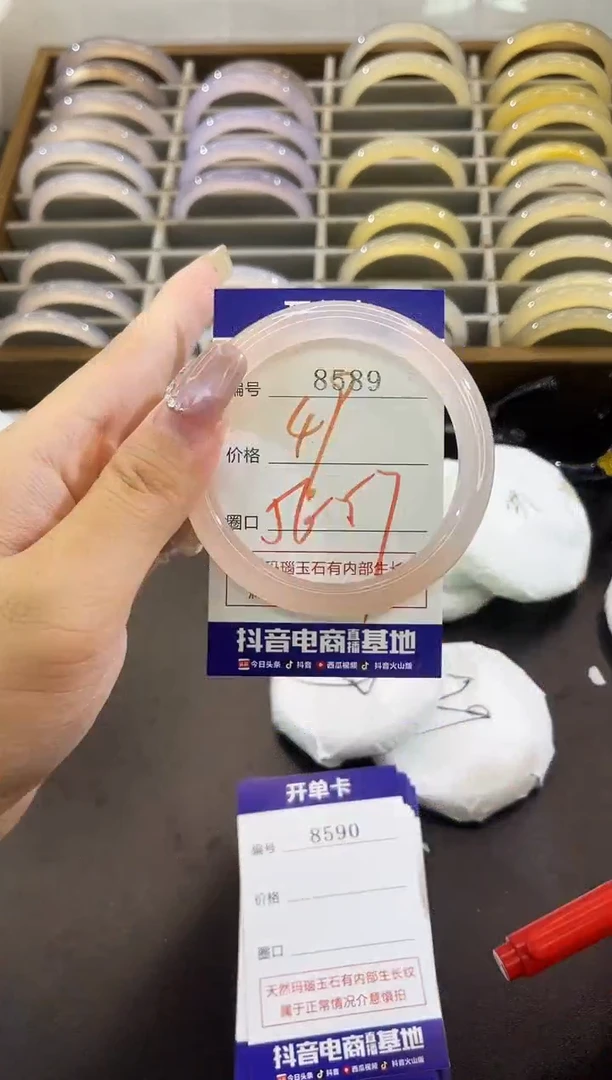 编号 8589
价格 4/
圈口 56-57
玛瑙玉石有内部生长
抖音电商直播基地
今日头条 抖音 西瓜视频 抖音火山版
开单卡
编号 8590
价格
圈口
天然玛瑙玉石有内部生长纹
属于正常情况介意慎拍
抖音电商直播基地
今日头条 抖音 西瓜视频 抖音火山版